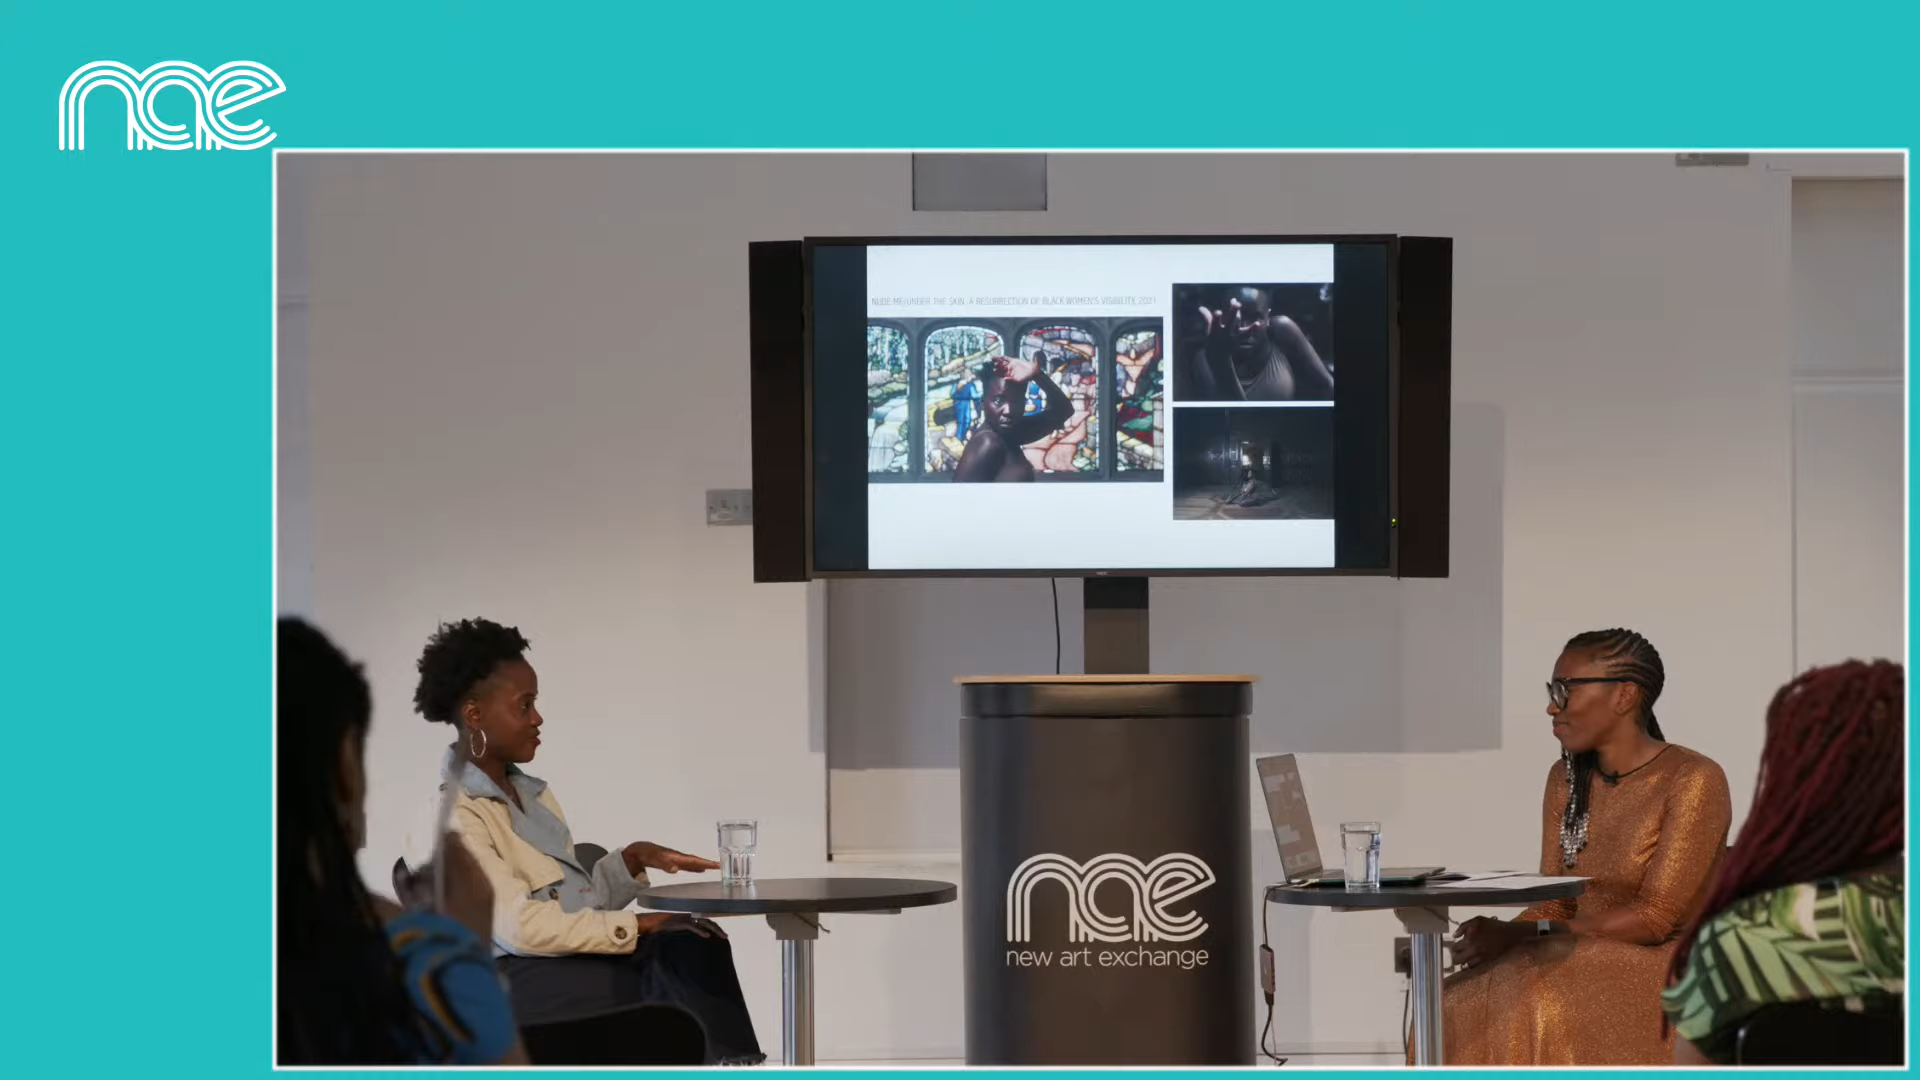 nae
NUDE ME/UNDER THE SKIN: A RESURRECTION OF BLACK WOMEN'S VISIBILITY, 2021
nae
new art exchange